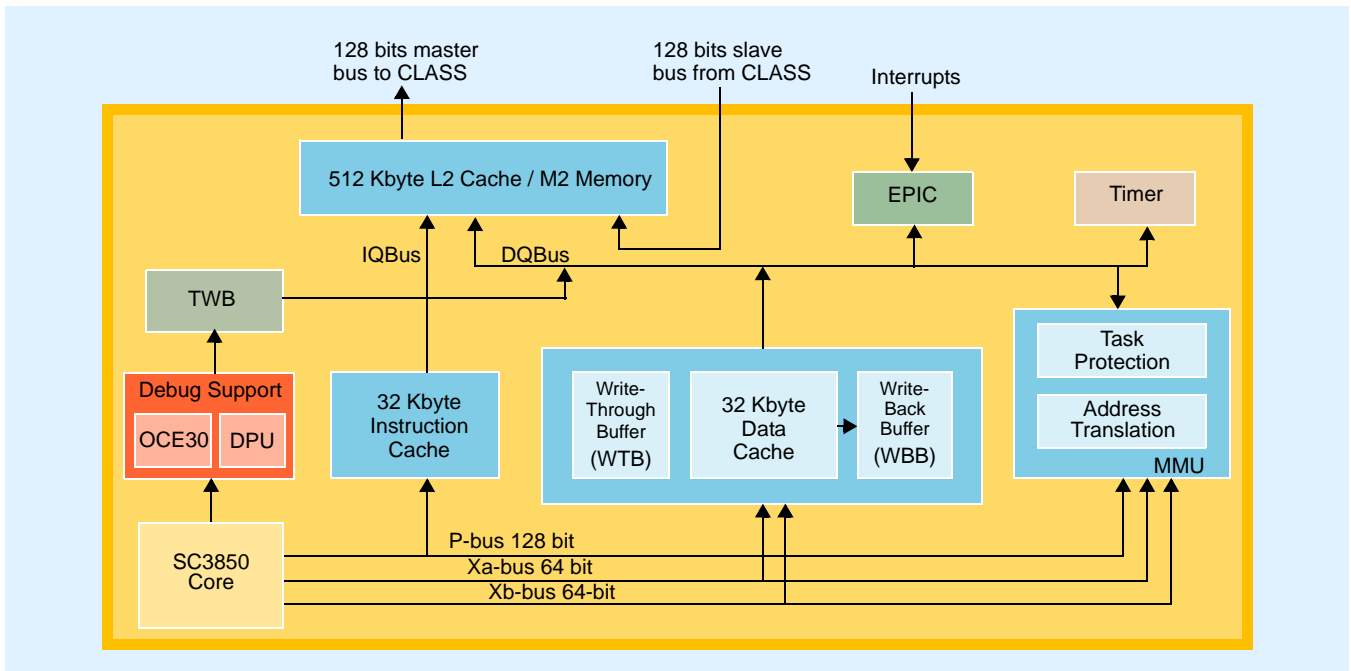 128 bits master
bus to CLASS
128 bits slave
bus from CLASS
Interrupts
512 Kbyte L2 Cache / M2 Memory
EPIC
Timer
IQBus
DQBus
TWB
Task
Protection
Address
Translation
MMU
Debug Support
OCE30
DPU
32 Kbyte
Instruction
Cache
Write-
Through
Buffer
(WTB)
32 Kbyte
Data
Cache
Write-
Back
Buffer
(WBB)
SC3850
Core
P-bus 128 bit
Xa-bus 64 bit
Xb-bus 64-bit